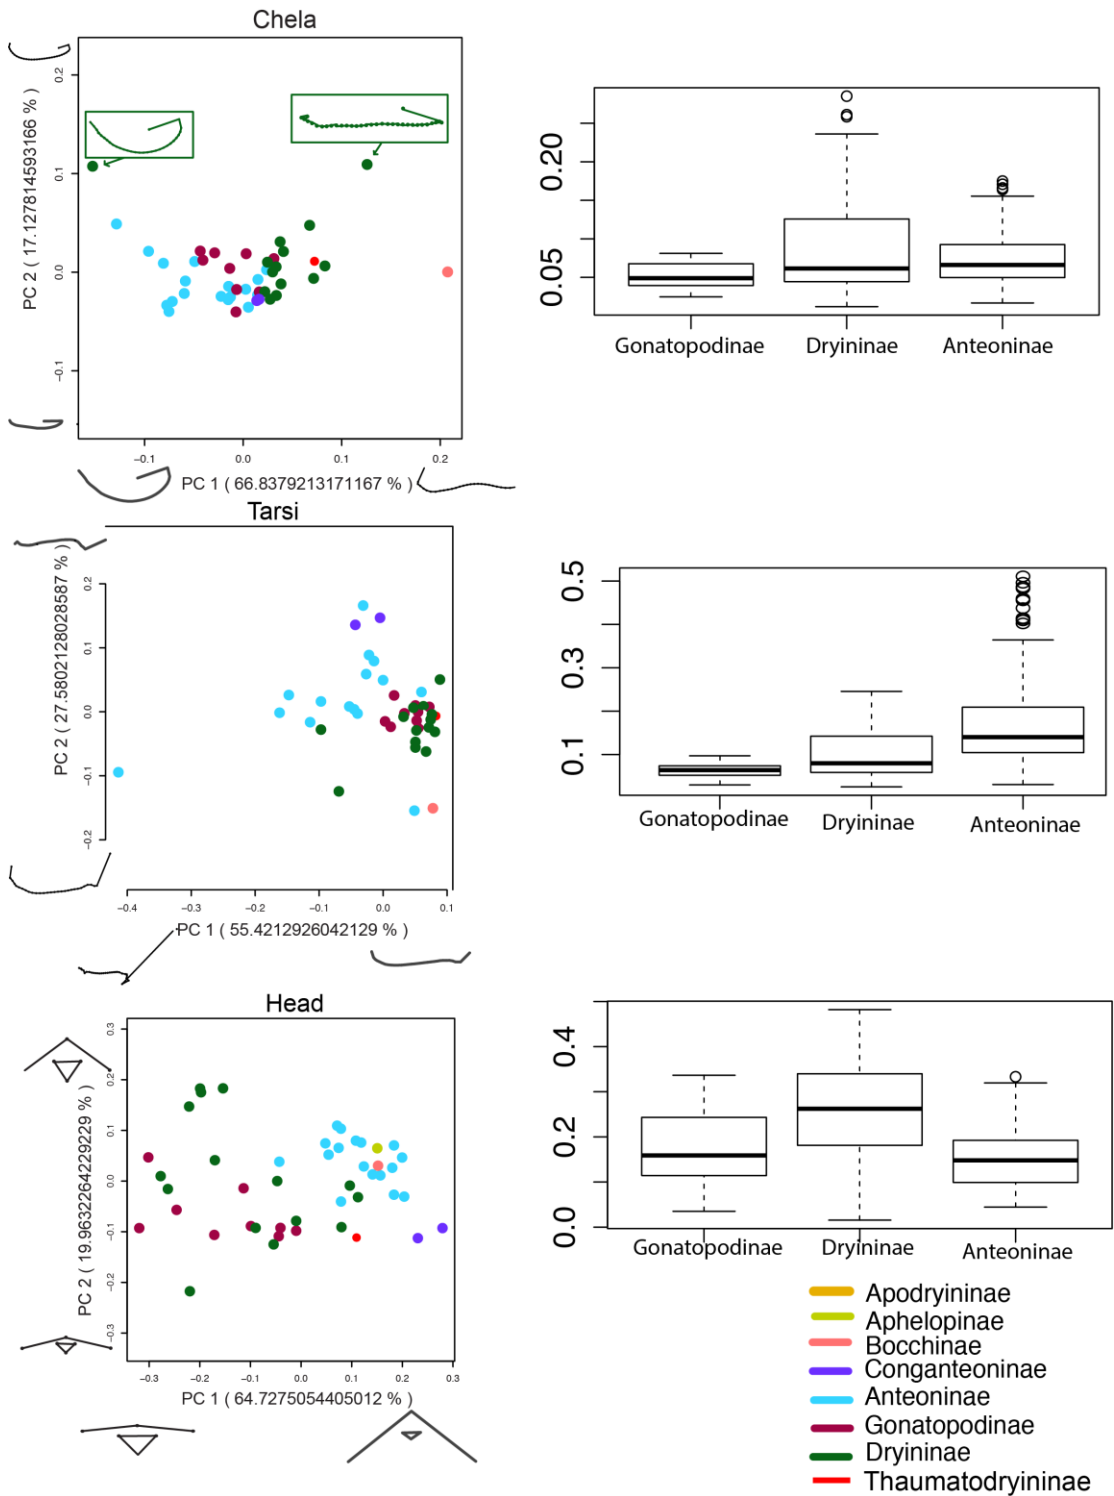 Chela
PC 2 ( 17.127814593166 % )
0.2
0.1
0.0
−0.1
−0.1 0.0 0.1 0.2
PC 1 ( 66.8379213171167 % )
0.20
0.05
Gonatopodinae Dryininae Anteoninae
Tarsi
PC 2 ( 27.5802128028587 % )
0.2
0.1
0.0
−0.1
−0.2
−0.4 −0.3 −0.2 −0.1 0.0 0.1
PC 1 ( 55.4212926042129 % )
0.5
0.3
0.1
Gonatopodinae Dryininae Anteoninae
Head
PC 2 ( 19.9632264229229 % )
0.3
0.2
0.1
0.0
−0.1
−0.2
−0.3
−0.3 −0.2 −0.1 0.0 0.1 0.2 0.3
PC 1 ( 64.7275054405012 % )
0.4
0.2
0.0
Gonatopodinae Dryininae Anteoninae
Apodryininae
Aphelopinae
Bocchinae
Conganteoninae
Anteoninae
Gonatopodinae
Dryininae
Thaumatodryininae